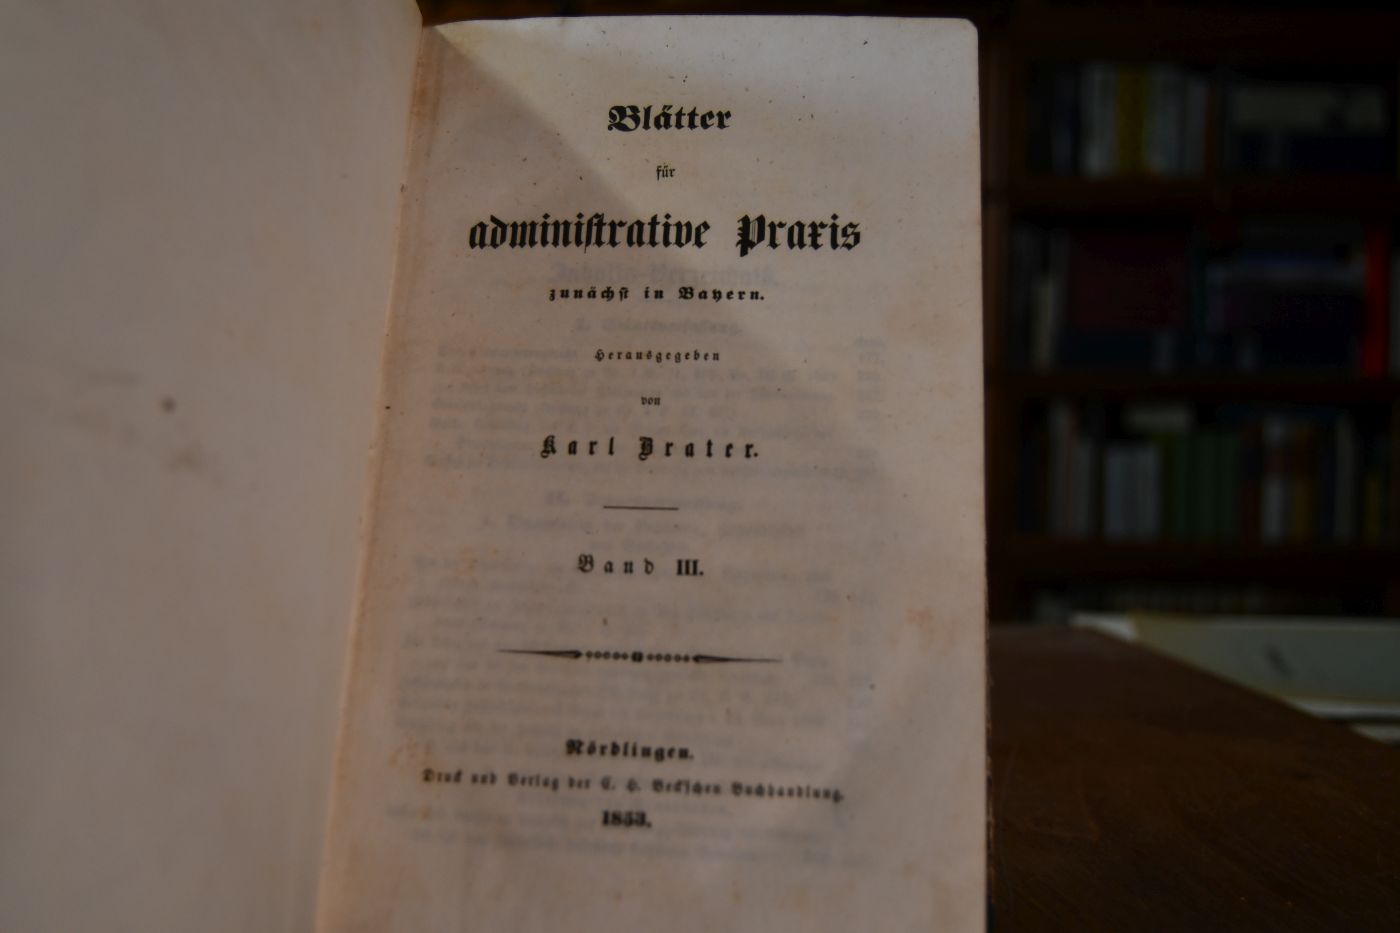 Blätter
für
administrative Praxis
zunächst in Bayern.
Herausgegeben
von
Karl Brater.
Band III.
Nördlingen.
Druck und Verlag der C. H. Beck'schen Buchhandlung.
1853.